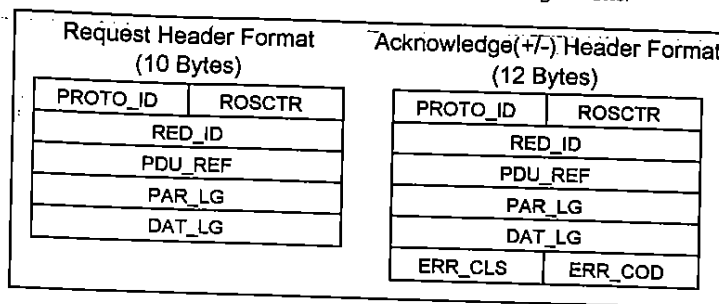 Request Header Format
(10 Bytes)
PROTO_ID ROSCTR
RED_ID
PDU_REF
PAR_LG
DAT_LG
Acknowledge(+/-) Header Format
(12 Bytes)
PROTO_ID ROSCTR
RED_ID
PDU_REF
PAR_LG
DAT_LG
ERR_CLS ERR_COD